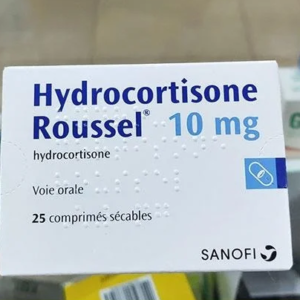 Hydrocortisone
Roussel® 10 mg
hydrocortisone
Voie orale
25 comprimés sécables
SANOFI